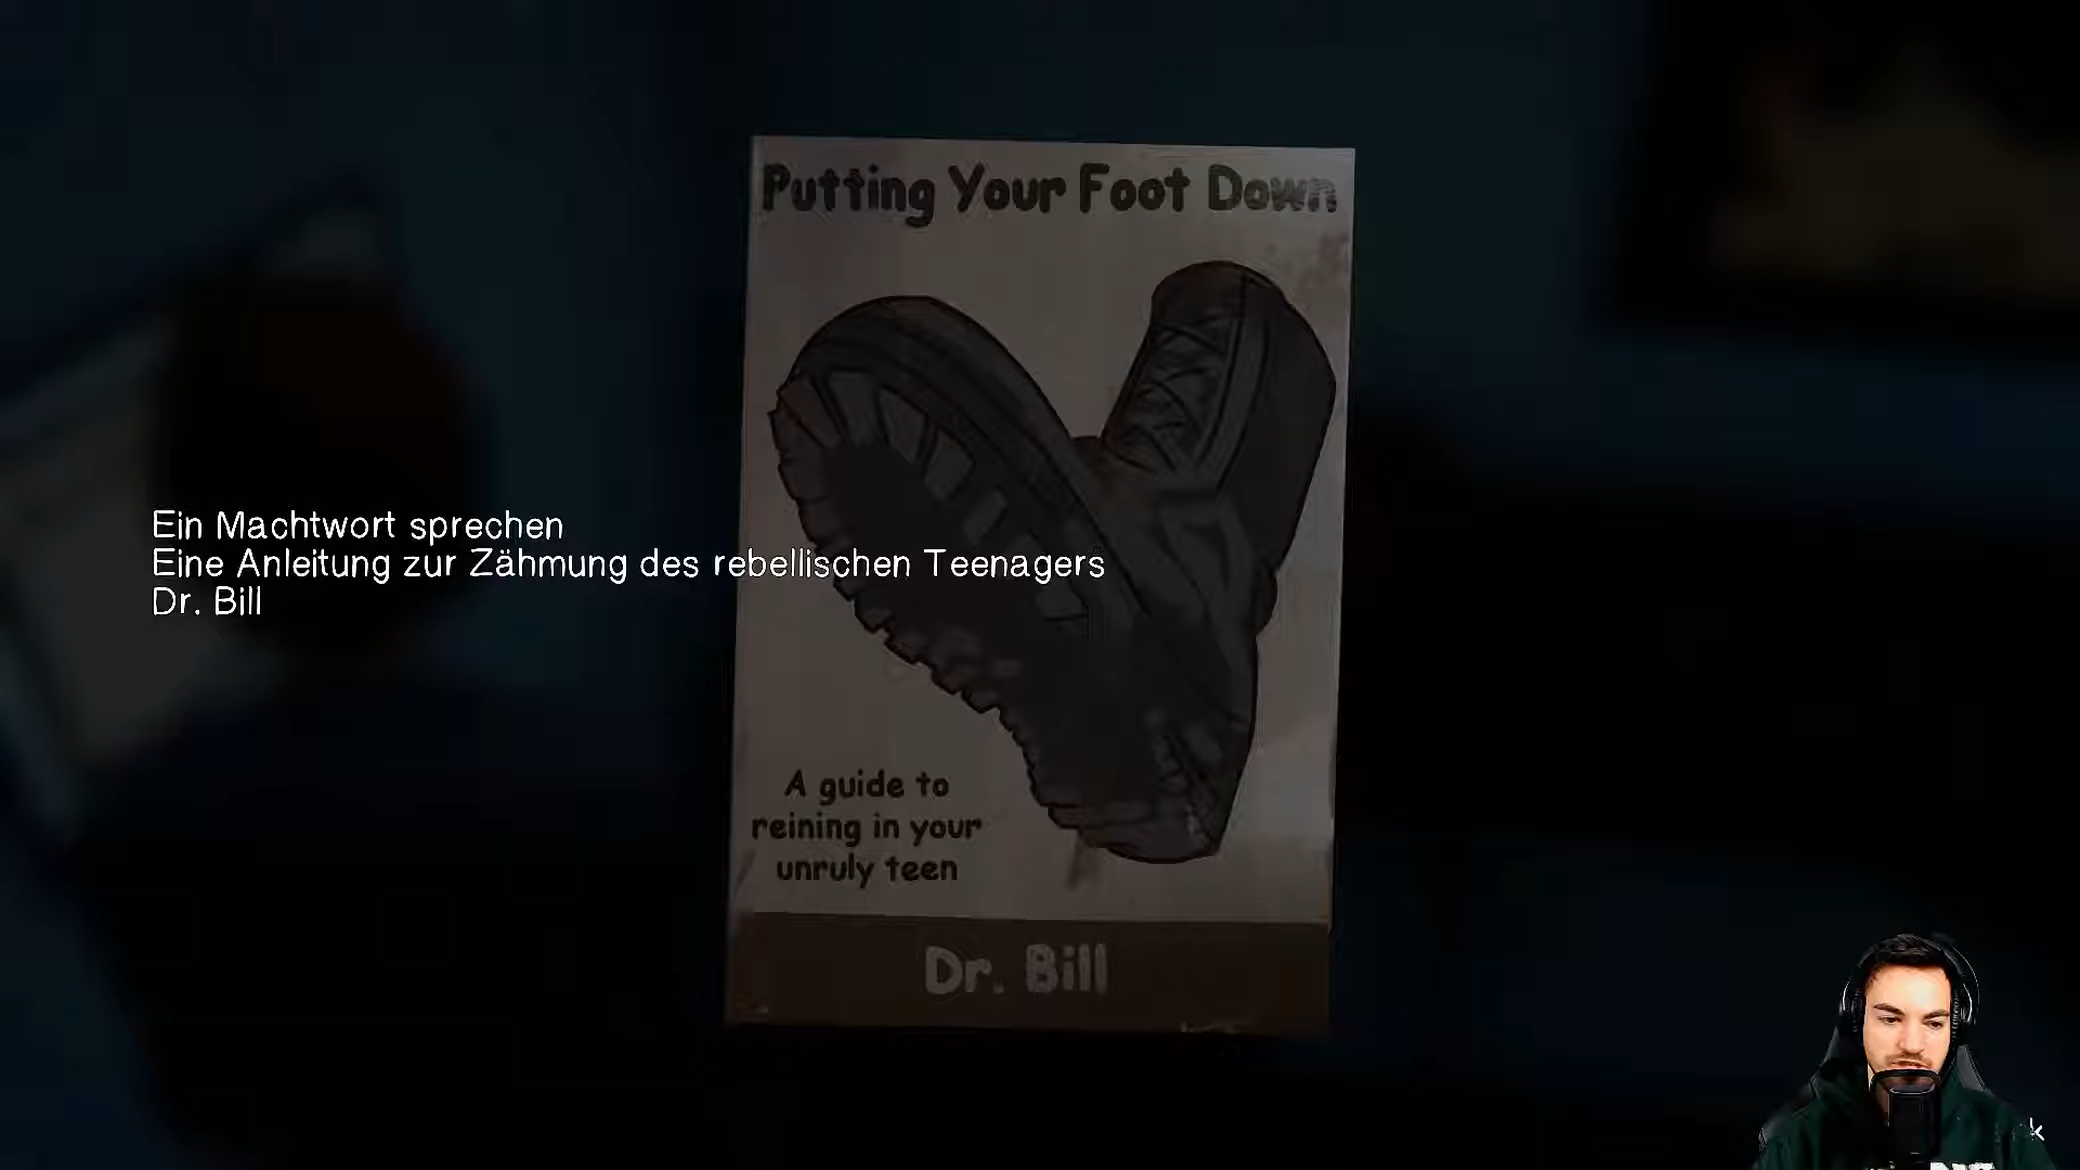 Putting Your Foot Down
Ein Machtwort sprechen
Eine Anleitung zur Zähmung des rebellischen Teenagers
Dr. Bill
A guide to
reining in your
unruly teen
Dr. Bill